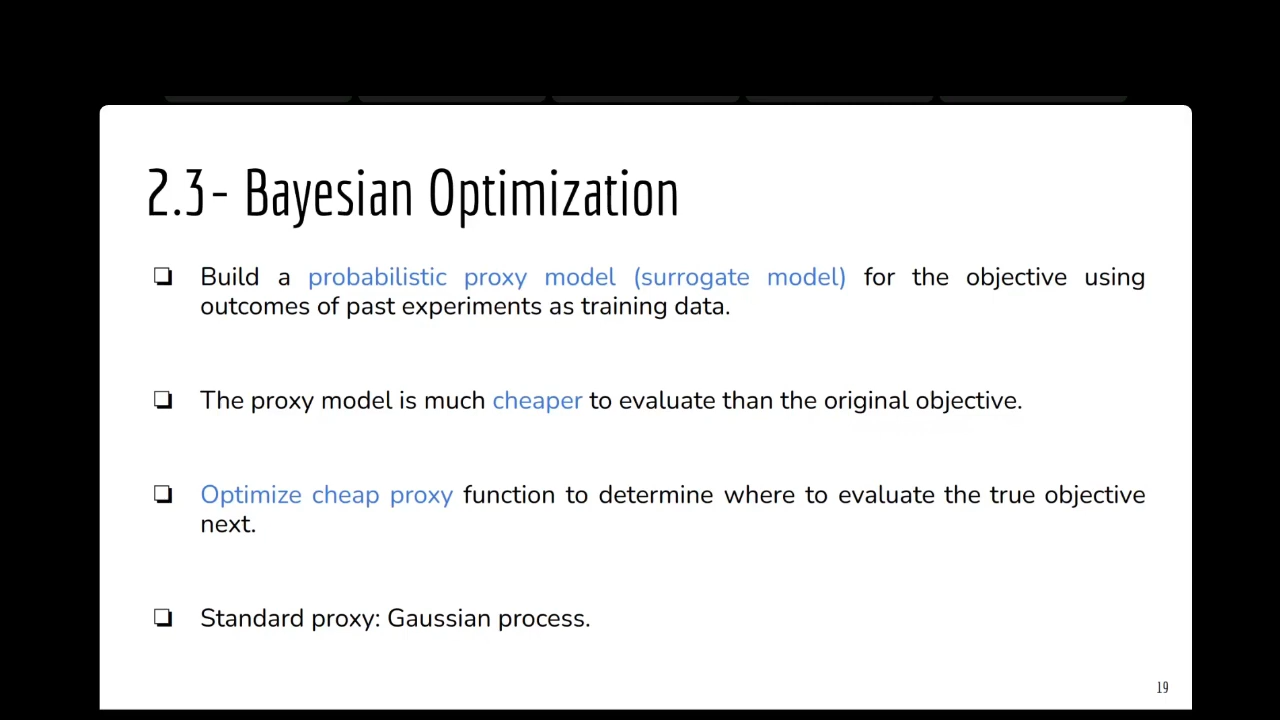 2.3- Bayesian Optimization
❏ Build a probabilistic proxy model (surrogate model) for the objective using
outcomes of past experiments as training data.
❏ The proxy model is much cheaper to evaluate than the original objective.
❏ Optimize cheap proxy function to determine where to evaluate the true objective
next.
❏ Standard proxy: Gaussian process.
19